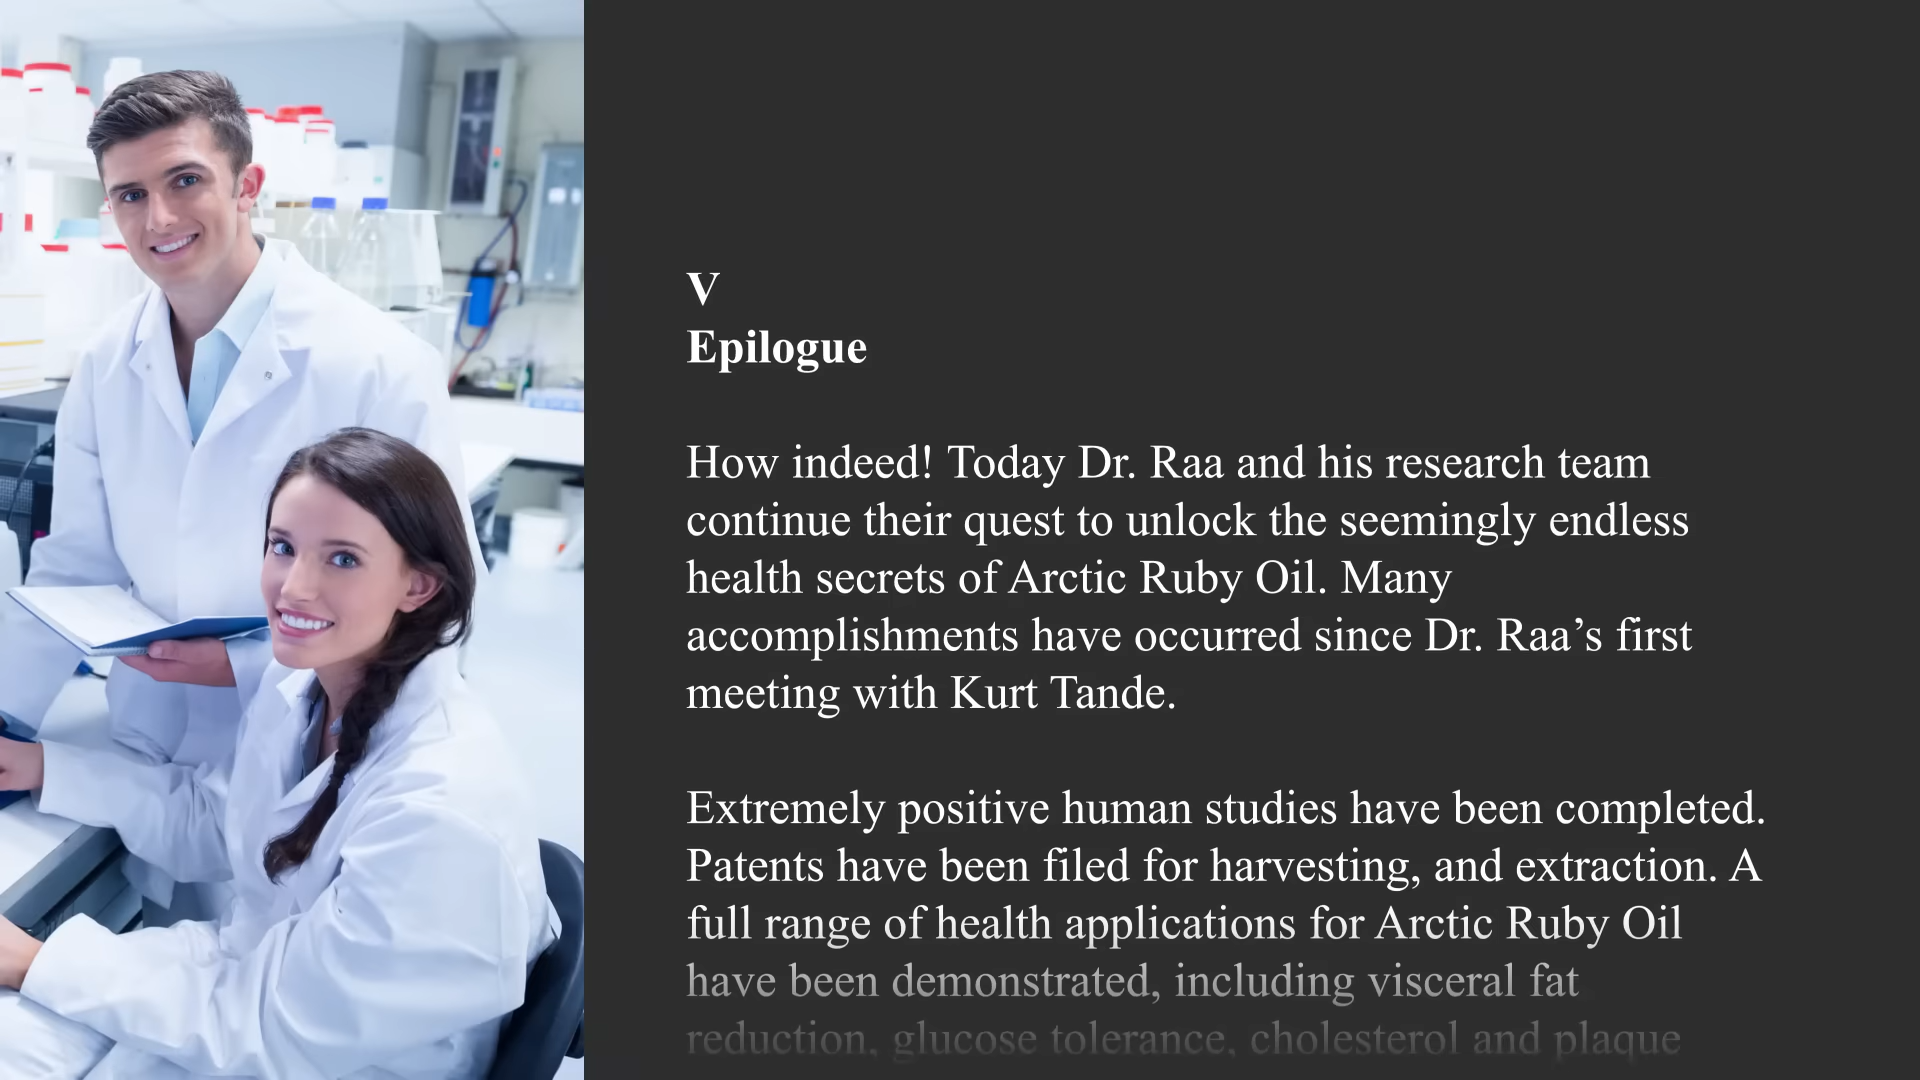 V
Epilogue
How indeed! Today Dr. Raa and his research team
continue their quest to unlock the seemingly endless
health secrets of Arctic Ruby Oil. Many
accomplishments have occurred since Dr. Raa’s first
meeting with Kurt Tande.
Extremely positive human studies have been completed.
Patents have been filed for harvesting, and extraction. A
full range of health applications for Arctic Ruby Oil
have been demonstrated, including visceral fat
reduction, glucose tolerance, cholesterol and plaque